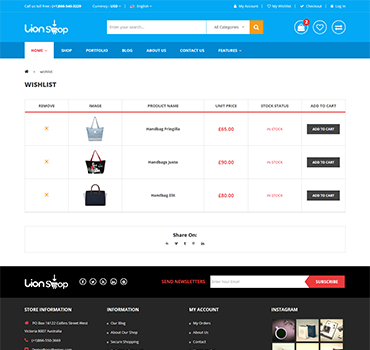 Call us toll free: (+1)866-540-3229 Currency : USD English My Account My Wishlist Checkout Log In
Lion Shop
Enter your search... All Categories
HOME SHOP PORTFOLIO BLOG ABOUT US CONTACT US FEATURES
WISHLIST
WISHLIST
REMOVE IMAGE PRODUCT NAME UNIT PRICE STOCK STATUS ADD TO CART
Handbag Fringilla £65.00 IN STOCK ADD TO CART
Handbags Justo £90.00 IN STOCK ADD TO CART
Handbag Elit £80.00 IN STOCK ADD TO CART
Share On:
Lion Shop
SEND NEWSLETTERS Enter Your Email SUBSCRIBE
STORE INFORMATION INFORMATION MY ACCOUNT INSTAGRAM
PO Box 16122 Collins Street West
Victoria 8007 Australia
(+1)866-550-3669
Our Blog
About Our Shop
Secure Shopping
My Orders
About Us
Contact